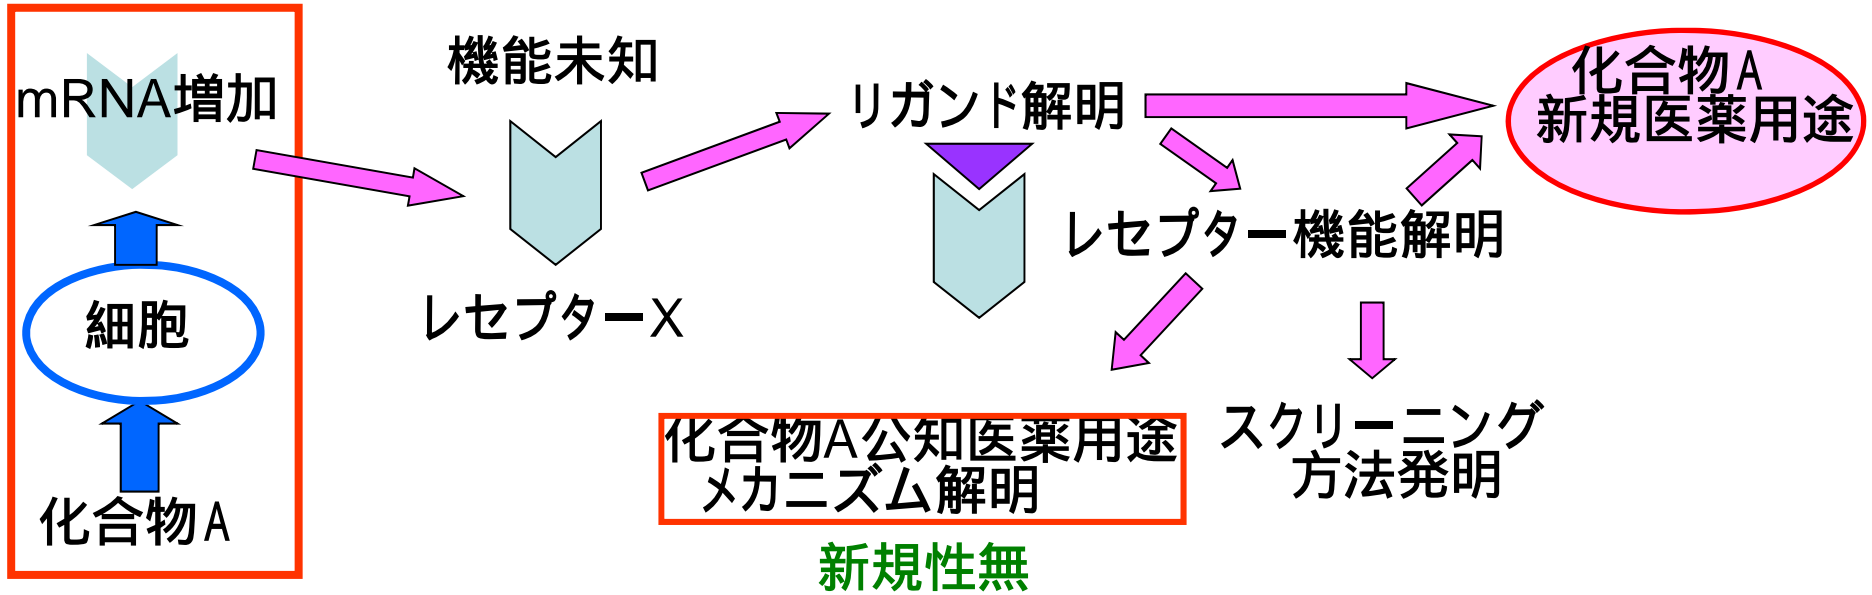 mRNA増加
細胞
化合物A
機能未知
レセプターX
リガンド解明
レセプター機能解明
化合物A
新規医薬用途
化合物A公知医薬用途
メカニズム解明
新規性無
スクリーニング
方法発明